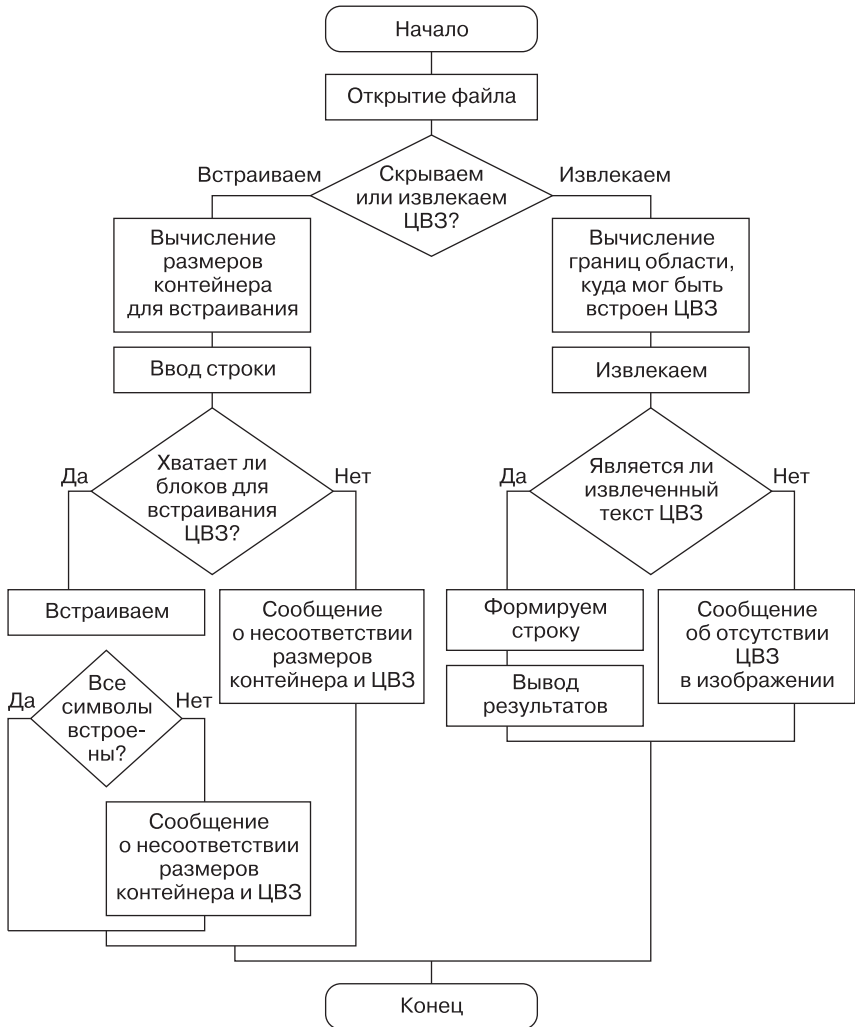 Начало
Открытие файла
Скрываем
или извлекаем
ЦВЗ?
Встраиваем
Извлекаем
Вычисление
размеров
контейнера
для встраивания
Вычисление
границ области,
куда мог быть
встроен ЦВЗ
Ввод строки
Извлекаем
Да
Хватает ли
блоков для
встраивания
ЦВЗ?
Нет
Да
Является ли
извлеченный
текст ЦВЗ
Нет
Встраиваем
Сообщение
о несоответствии
размеров
контейнера и ЦВЗ
Формируем
строку
Сообщение
об отсутствии
ЦВЗ
в изображении
Вывод
результатов
Да
Все
символы
встрое-
ны?
Нет
Сообщение
о несоответствии
размеров
контейнера и ЦВЗ
Конец